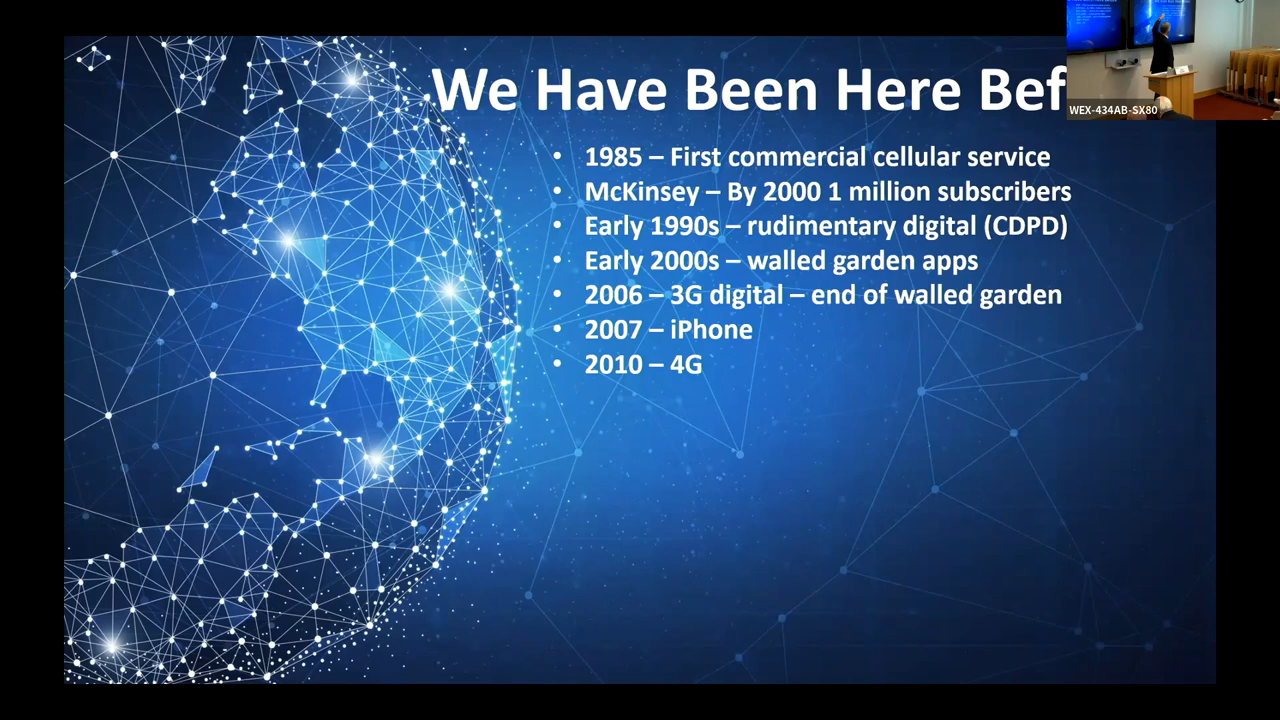 We Have Been Here Bef
• 1985 – First commercial cellular service
• McKinsey – By 2000 1 million subscribers
• Early 1990s – rudimentary digital (CDPD)
• Early 2000s – walled garden apps
• 2006 – 3G digital – end of walled garden
• 2007 – iPhone
• 2010 – 4G
WEX-434AB-SX80